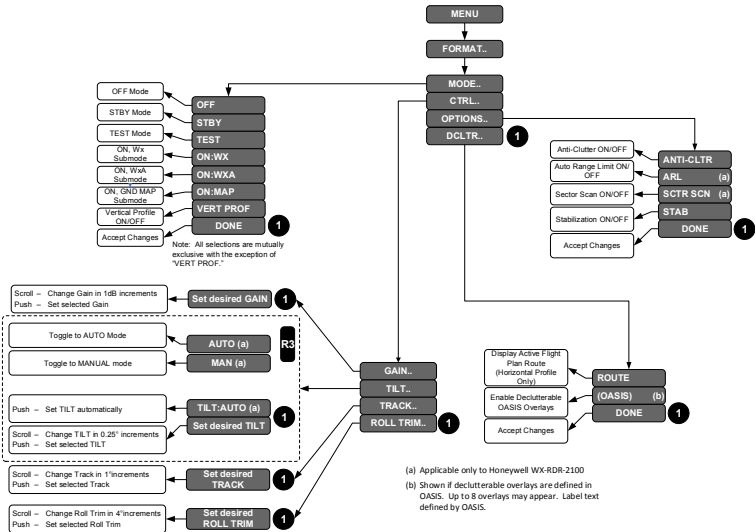 MENU
FORMAT..
MODE..
CTRL..
OPTIONS..
DCLTR..
1
OFF Mode
STBY Mode
TEST Mode
ON, Wx
Submode
ON, WxA
Submode
ON, GND MAP
Submode
Vertical Profile
ON/OFF
Accept Changes
OFF
STBY
TEST
ON:WX
ON:WXA
ON:MAP
VERT PROF
DONE
1
Note: All selections are mutually
exclusive with the exception of
"VERT PROF."
Anti-Clutter ON/OFF
Auto Range Limit ON/
OFF
Sector Scan ON/OFF
Stabilization ON/OFF
Accept Changes
ANTI-CLTR
ARL (a)
SCTR SCN (a)
STAB
DONE
1
Scroll – Change Gain in 1dB increments
Push – Set selected Gain
Set desired GAIN
1
Toggle to AUTO Mode
AUTO (a)
R3
Toggle to MANUAL mode
MAN (a)
Push – Set TILT automatically
TILT:AUTO (a)
1
Scroll – Change TILT in 0.25° increments
Push – Set selected TILT
Set desired TILT
Scroll – Change Track in 1°increments
Push – Set selected Track
Set desired
TRACK
1
Scroll – Change Roll Trim in 4°increments
Push – Set selected Roll Trim
Set desired
ROLL TRIM
1
GAIN..
TILT..
TRACK..
ROLL TRIM..
1
Display Active Flight
Plan Route
(Horizontal Profile
Only)
Enable Declutterable
OASIS Overlays
Accept Changes
ROUTE
(OASIS) (b)
DONE
1
(a) Applicable only to Honeywell WX-RDR-2100
(b) Shown if declutterable overlays are defined in
OASIS. Up to 8 overlays may appear. Label text
defined by OASIS.